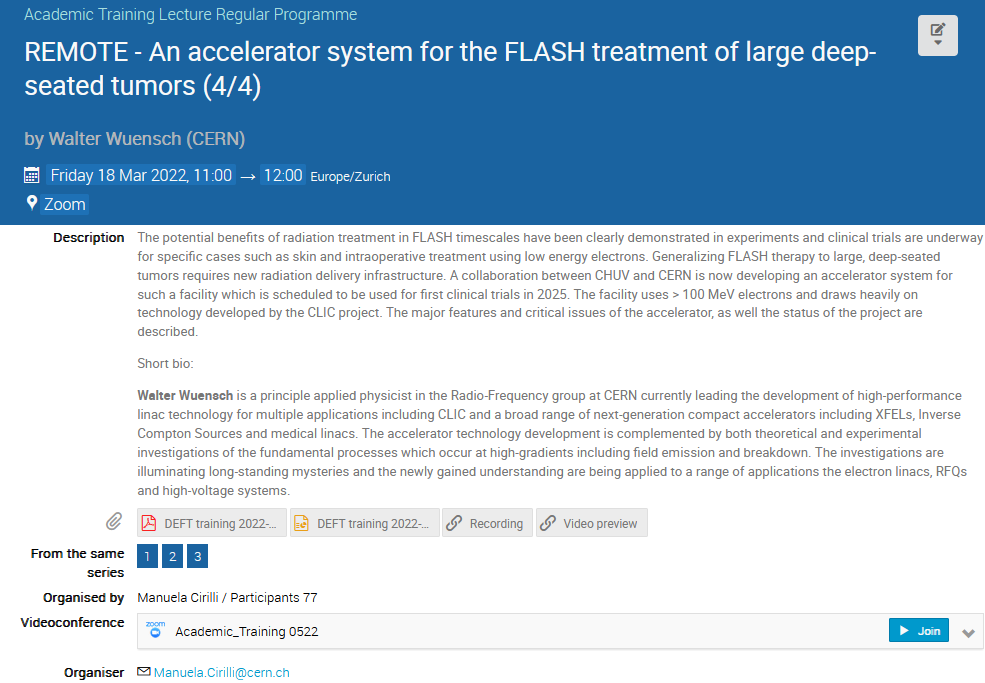 Academic Training Lecture Regular Programme
REMOTE - An accelerator system for the FLASH treatment of large deep-
seated tumors (4/4)
by Walter Wuensch (CERN)
Friday 18 Mar 2022, 11:00 → 12:00 Europe/Zurich
Zoom
Description The potential benefits of radiation treatment in FLASH timescales have been clearly demonstrated in experiments and clinical trials are underway
for specific cases such as skin and intraoperative treatment using low energy electrons. Generalizing FLASH therapy to large, deep-seated
tumors requires new radiation delivery infrastructure. A collaboration between CHUV and CERN is now developing an accelerator system for
such a facility which is scheduled to be used for first clinical trials in 2025. The facility uses > 100 MeV electrons and draws heavily on
technology developed by the CLIC project. The major features and critical issues of the accelerator, as well the status of the project are
described.
Short bio:
Walter Wuensch is a principle applied physicist in the Radio-Frequency group at CERN currently leading the development of high-performance
linac technology for multiple applications including CLIC and a broad range of next-generation compact accelerators including XFELs, Inverse
Compton Sources and medical linacs. The accelerator technology development is complemented by both theoretical and experimental
investigations of the fundamental processes which occur at high-gradients including field emission and breakdown. The investigations are
illuminating long-standing mysteries and the newly gained understanding are being applied to a range of applications the electron linacs, RFQs
and high-voltage systems.
DEFT training 2022-... DEFT training 2022-... Recording Video preview
From the same
series
1 2 3
Organised by Manuela Cirilli / Participants 77
Videoconference zoom Academic_Training 0522 Join
Organiser Manuela.Cirilli@cern.ch